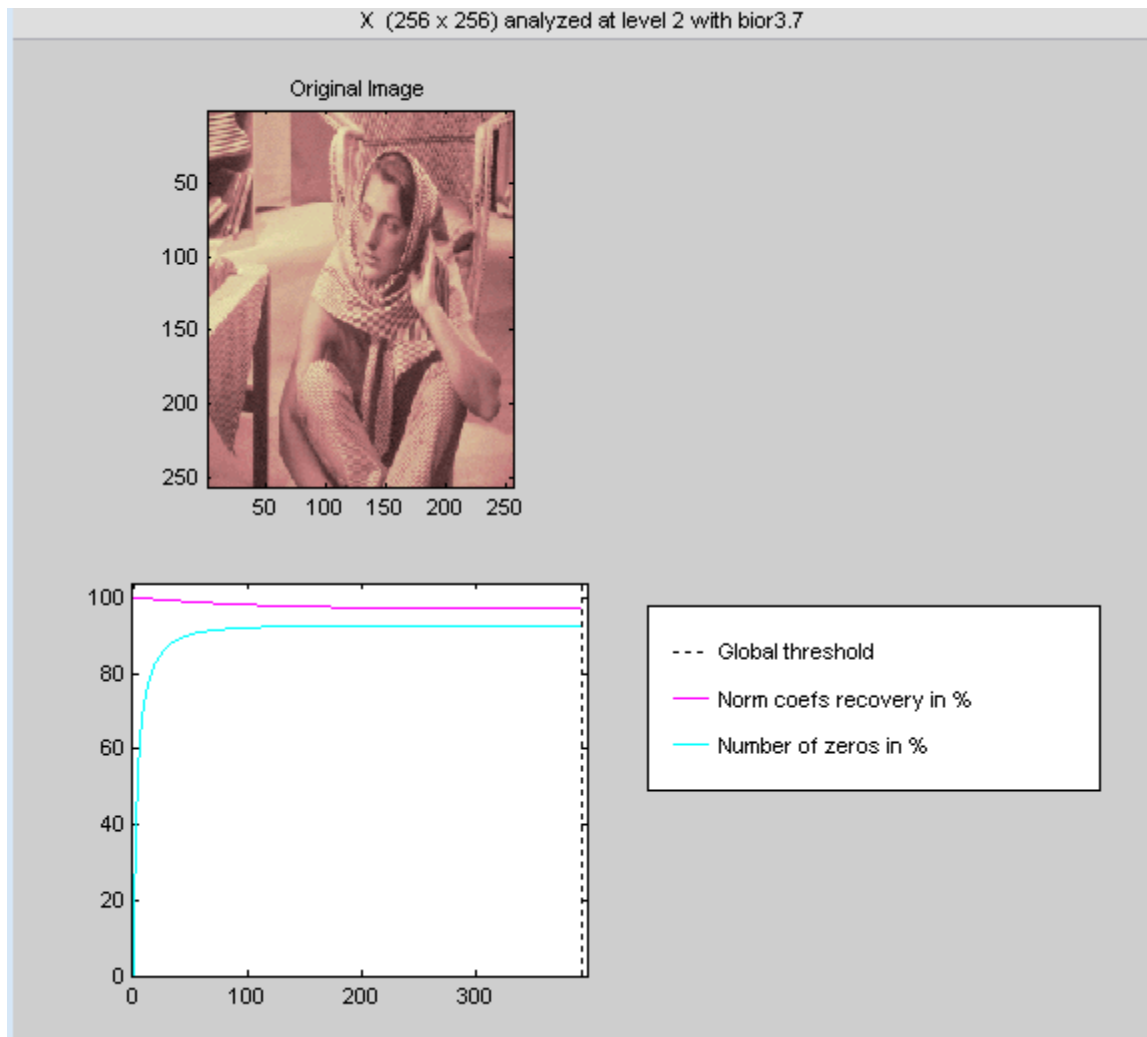 X (256 x 256) analyzed at level 2 with bior3.7
Original Image
50
100
150
200
250
50 100 150 200 250
100
80
60
40
20
0
0 100 200 300
Global threshold
Norm coefs recovery in %
Number of zeros in %